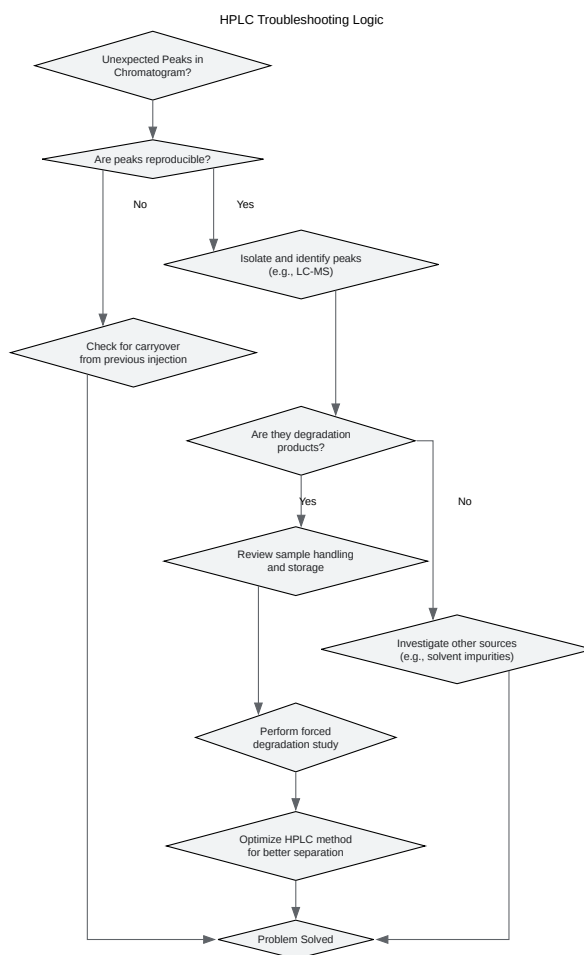 HPLC Troubleshooting Logic
Unexpected Peaks in
Chromatogram?
Are peaks reproducible?
No
Yes
Isolate and identify peaks
(e.g., LC-MS)
Check for carryover
from previous injection
Are they degradation
products?
Yes
No
Review sample handling
and storage
Investigate other sources
(e.g., solvent impurities)
Perform forced
degradation study
Optimize HPLC method
for better separation
Problem Solved